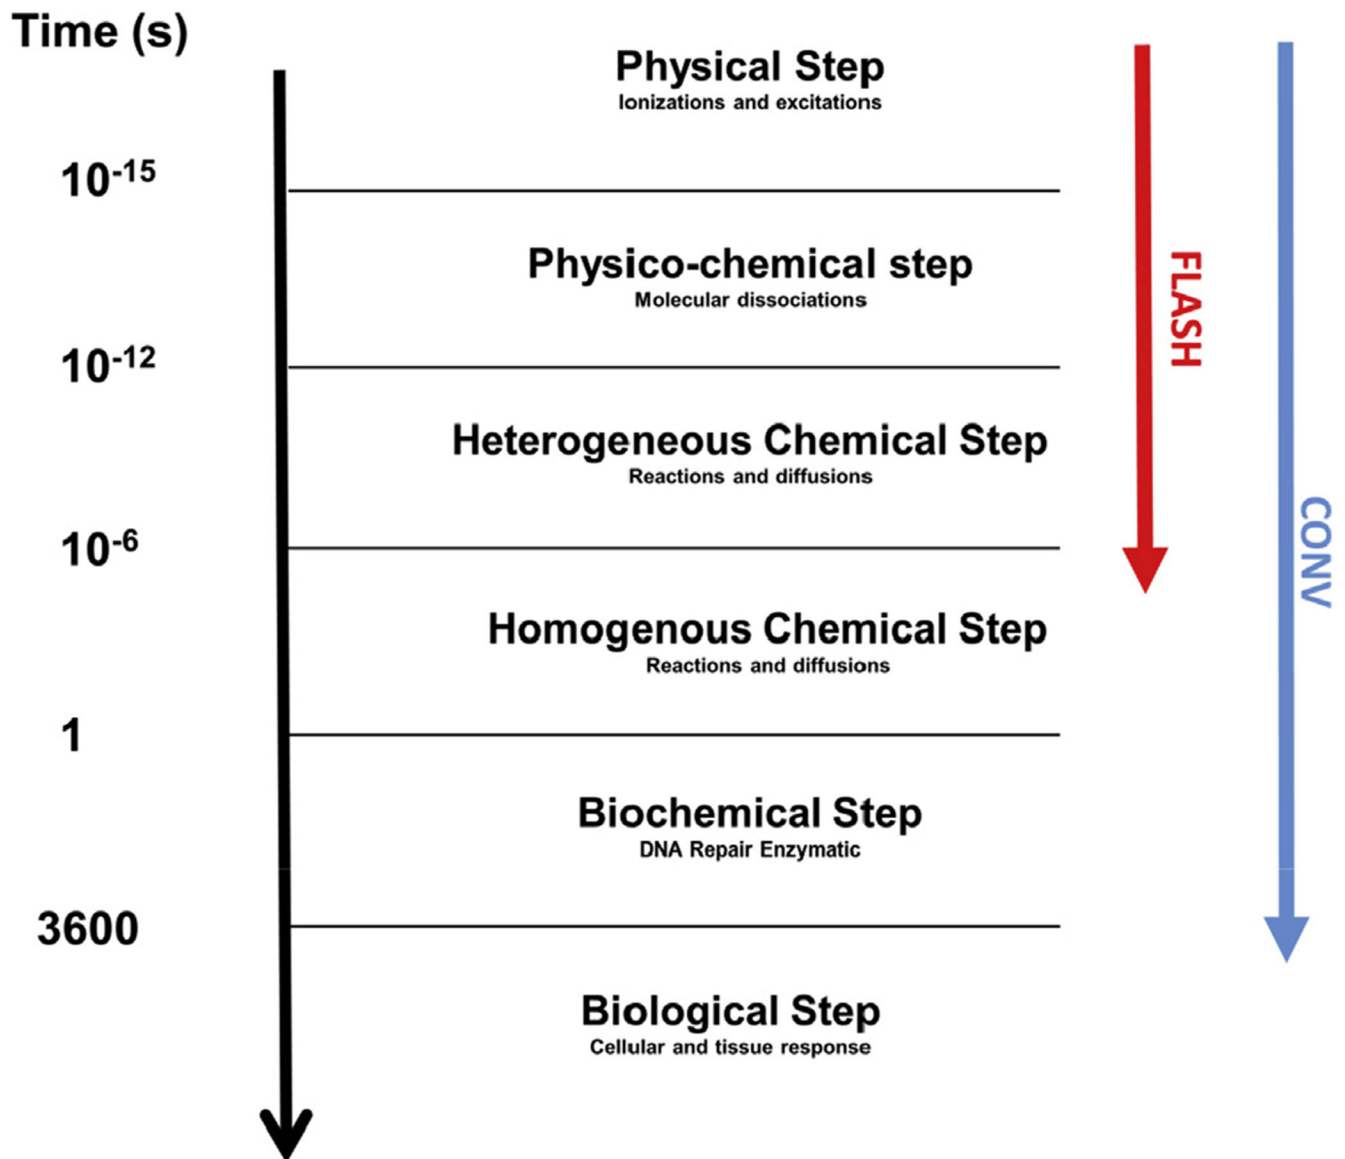 Time (s)
Physical Step
Ionizations and excitations
10⁻¹⁵
Physico-chemical step
Molecular dissociations
FLASH
10⁻¹²
Heterogeneous Chemical Step
Reactions and diffusions
10⁻⁶
CONV
Homogenous Chemical Step
Reactions and diffusions
1
Biochemical Step
DNA Repair Enzymatic
3600
Biological Step
Cellular and tissue response